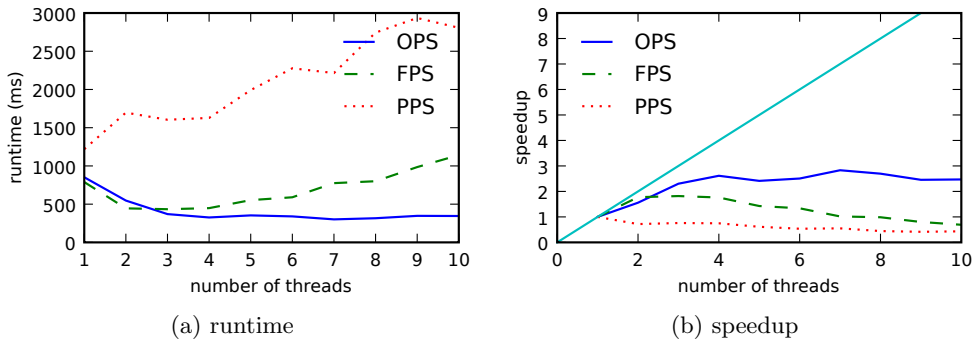 3000
2500
2000
1500
1000
500
0
runtime (ms)
OPS
FPS
PPS
1 2 3 4 5 6 7 8 9 10
number of threads
(a) runtime
9
8
7
6
5
4
3
2
1
0
speedup
OPS
FPS
PPS
0 2 4 6 8 10
number of threads
(b) speedup